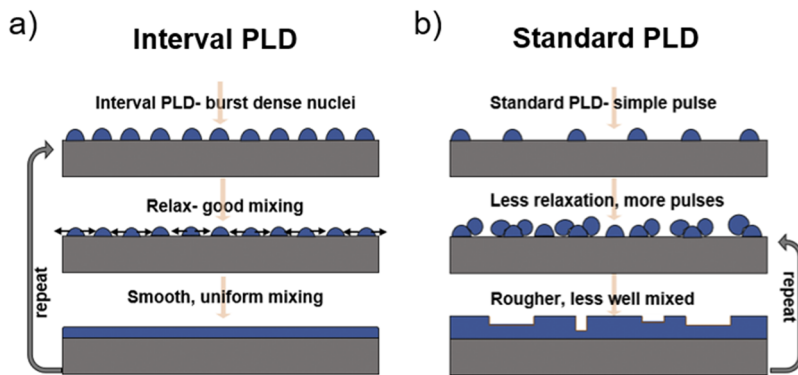 a)
Interval PLD
Interval PLD- burst dense nuclei
Relax- good mixing
Smooth, uniform mixing
repeat
b)
Standard PLD
Standard PLD- simple pulse
Less relaxation, more pulses
Rougher, less well mixed
repeat